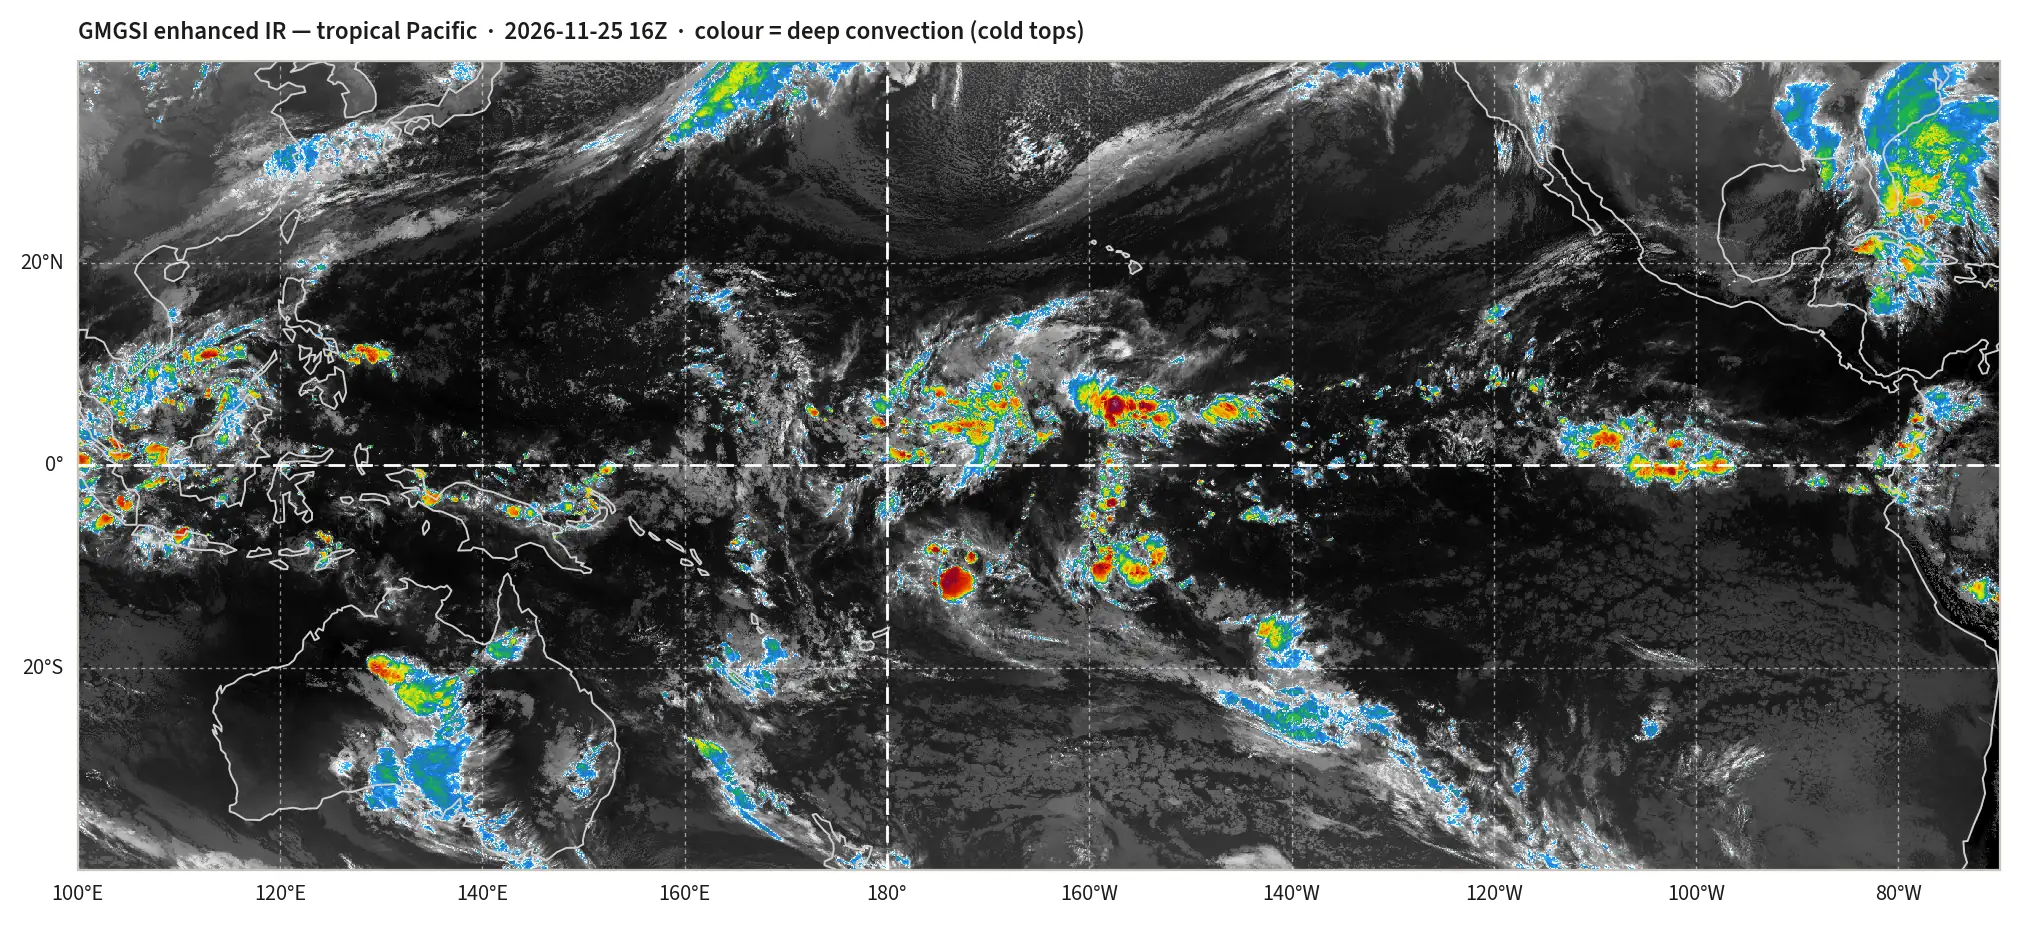 GMGSI enhanced IR — tropical Pacific · 2026-11-25 16Z · colour = deep convection (cold tops)
20°N
0°
20°S
100°E 120°E 140°E 160°E 180° 160°W 140°W 120°W 100°W 80°W